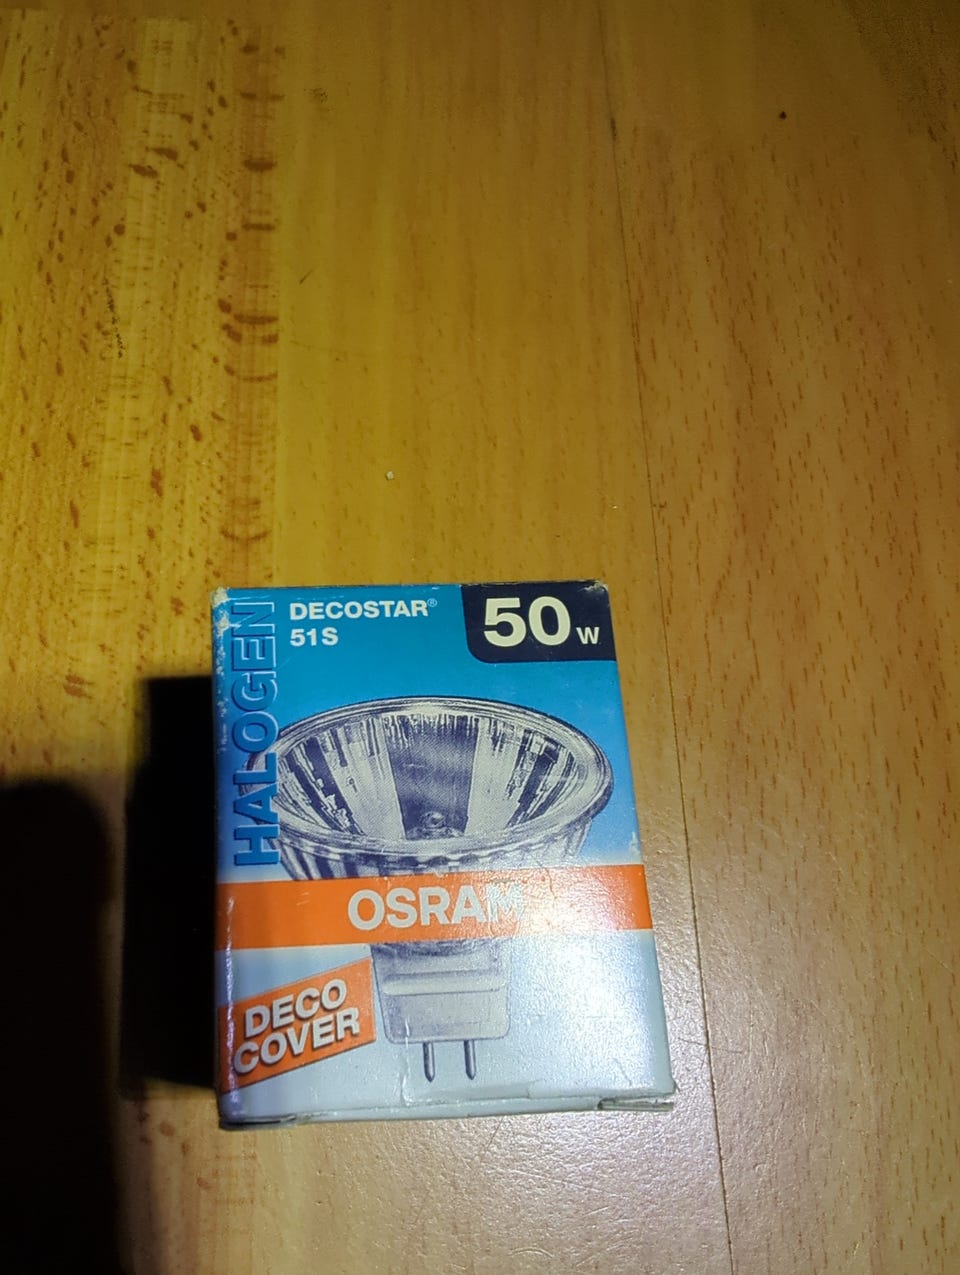 HALOGEN
DECOSTAR®
51S
50 W
OSRAM
DECO
COVER